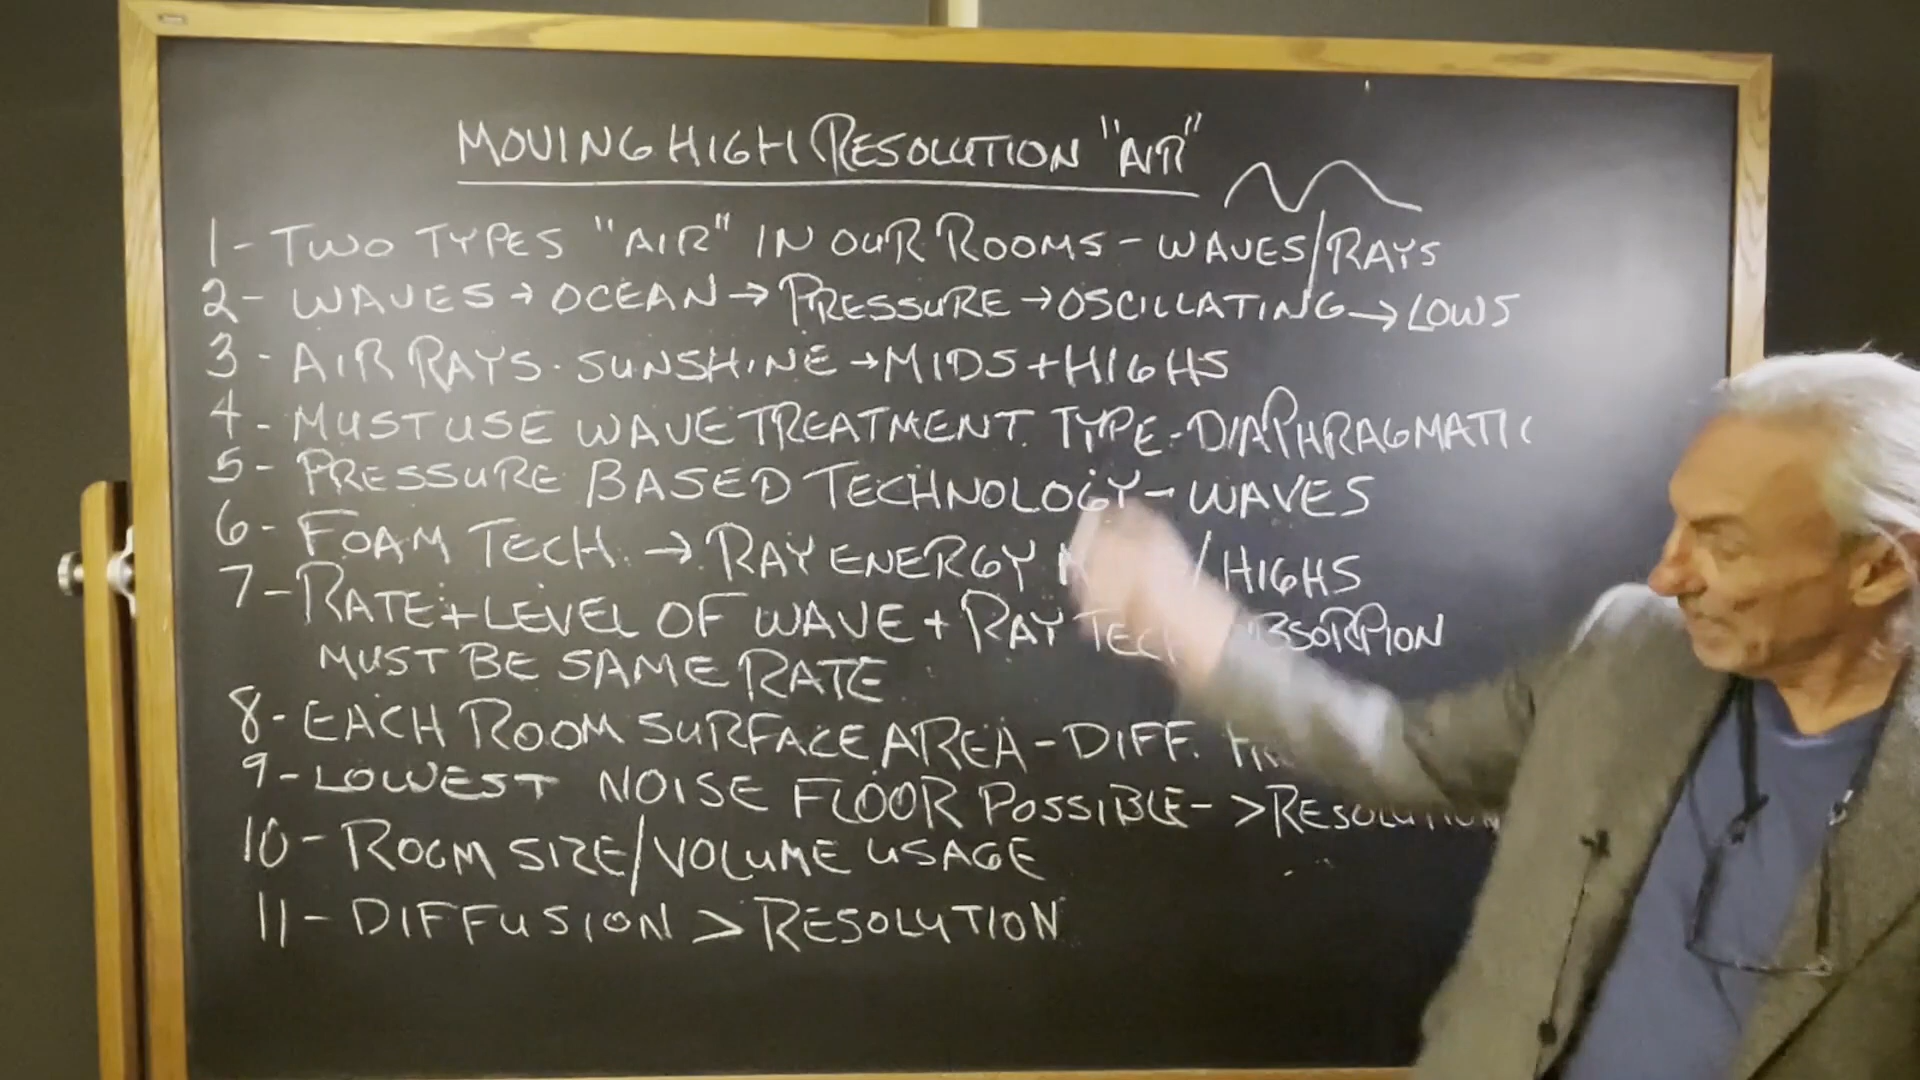 MOVING HIGH RESOLUTION "AIR"
1- TWO TYPES "AIR" IN OUR ROOMS - WAVES/RAYS
2- WAVES → OCEAN → PRESSURE → OSCILLATING → LOWS
3- AIR RAYS. SUNSHINE → MIDS + HIGHS
4- MUST USE WAVE TREATMENT TYPE - DIAPHRAGMATIC
5- PRESSURE BASED TECHNOLOGY - WAVES
6- FOAM TECH. → RAY ENERGY / HIGHS
7- RATE + LEVEL OF WAVE + RAY
MUST BE SAME RATE
8- EACH ROOM SURFACE AREA - DIFF.
9- LOWEST NOISE FLOOR POSSIBLE - > RESOLUTION
10- ROOM SIZE/VOLUME USAGE
11- DIFFUSION > RESOLUTION